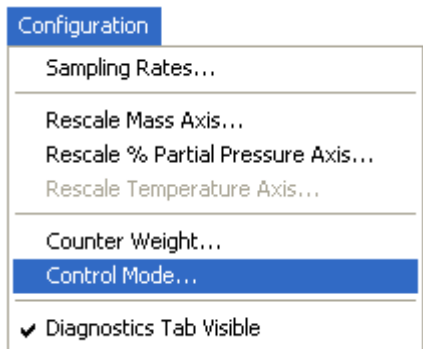 Configuration
Sampling Rates...
Rescale Mass Axis...
Rescale % Partial Pressure Axis...
Rescale Temperature Axis...
Counter Weight...
Control Mode...
Diagnostics Tab Visible